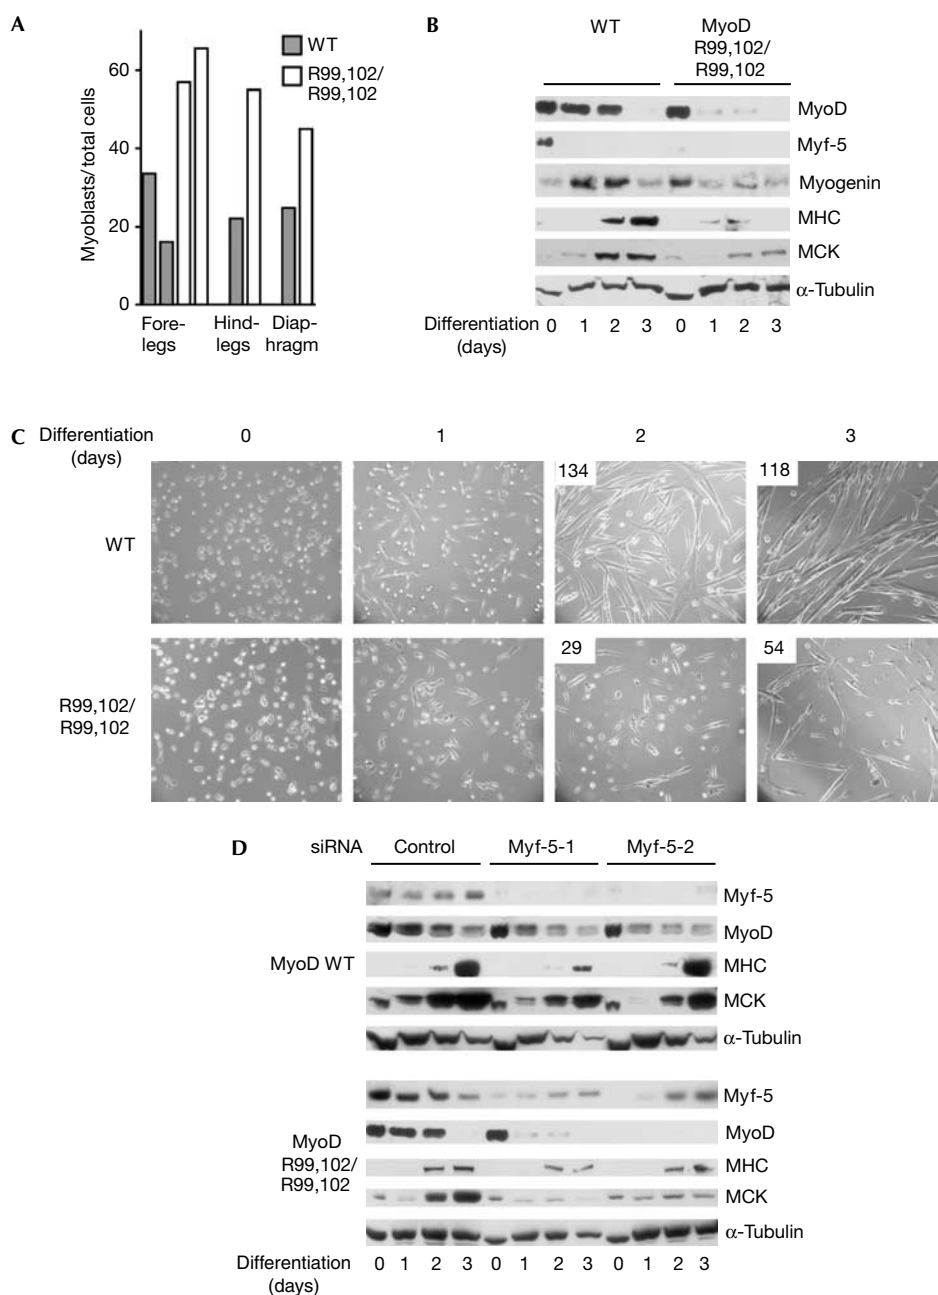 A
Myoblasts/total cells
60
40
20
0
WT
R99,102/
R99,102
Fore-
legs
Hind-
legs
Diap-
hragm
B
WT
MyoD
R99,102/
R99,102
MyoD
Myf-5
Myogenin
MHC
MCK
α-Tubulin
Differentiation
(days)
0 1 2 3 0 1 2 3
C
Differentiation
(days)
0 1 2 3
WT
134
118
R99,102/
R99,102
29
54
D
siRNA Control Myf-5-1 Myf-5-2
MyoD WT
Myf-5
MyoD
MHC
MCK
α-Tubulin
MyoD
R99,102/
R99,102
Myf-5
MyoD
MHC
MCK
α-Tubulin
Differentiation
(days)
0 1 2 3 0 1 2 3 0 1 2 3